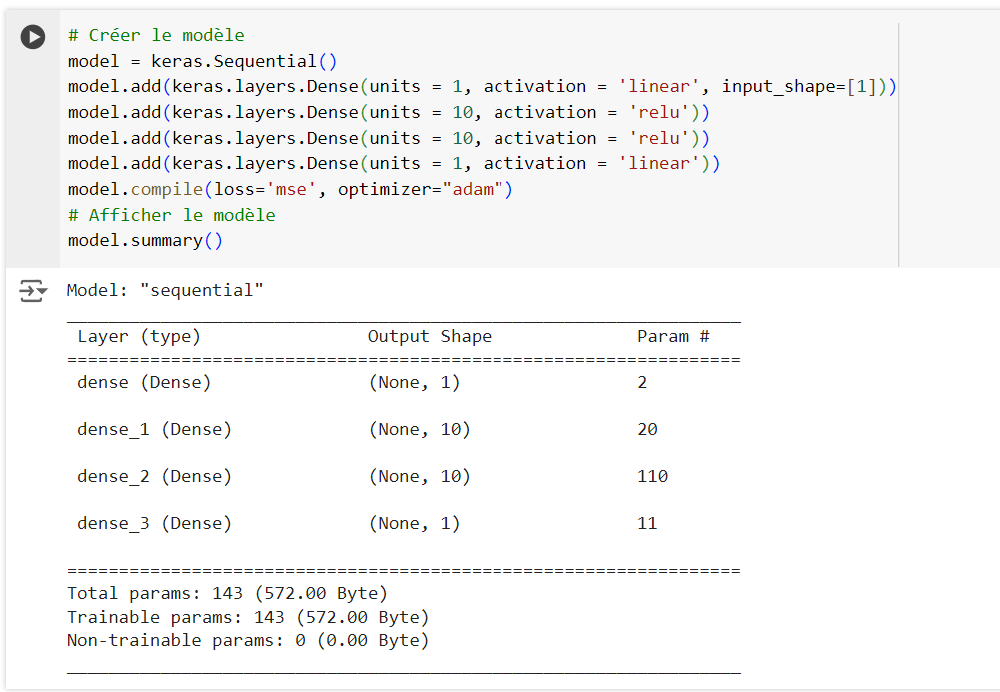 # Créer le modèle
model = keras.Sequential()
model.add(keras.layers.Dense(units = 1, activation = 'linear', input_shape=[1]))
model.add(keras.layers.Dense(units = 10, activation = 'relu'))
model.add(keras.layers.Dense(units = 10, activation = 'relu'))
model.add(keras.layers.Dense(units = 1, activation = 'linear'))
model.compile(loss='mse', optimizer="adam")
# Afficher le modèle
model.summary()
Model: "sequential"
_________________________________________________________________
Layer (type) Output Shape Param #
=================================================================
dense (Dense) (None, 1) 2
dense_1 (Dense) (None, 10) 20
dense_2 (Dense) (None, 10) 110
dense_3 (Dense) (None, 1) 11
=================================================================
Total params: 143 (572.00 Byte)
Trainable params: 143 (572.00 Byte)
Non-trainable params: 0 (0.00 Byte)
_________________________________________________________________